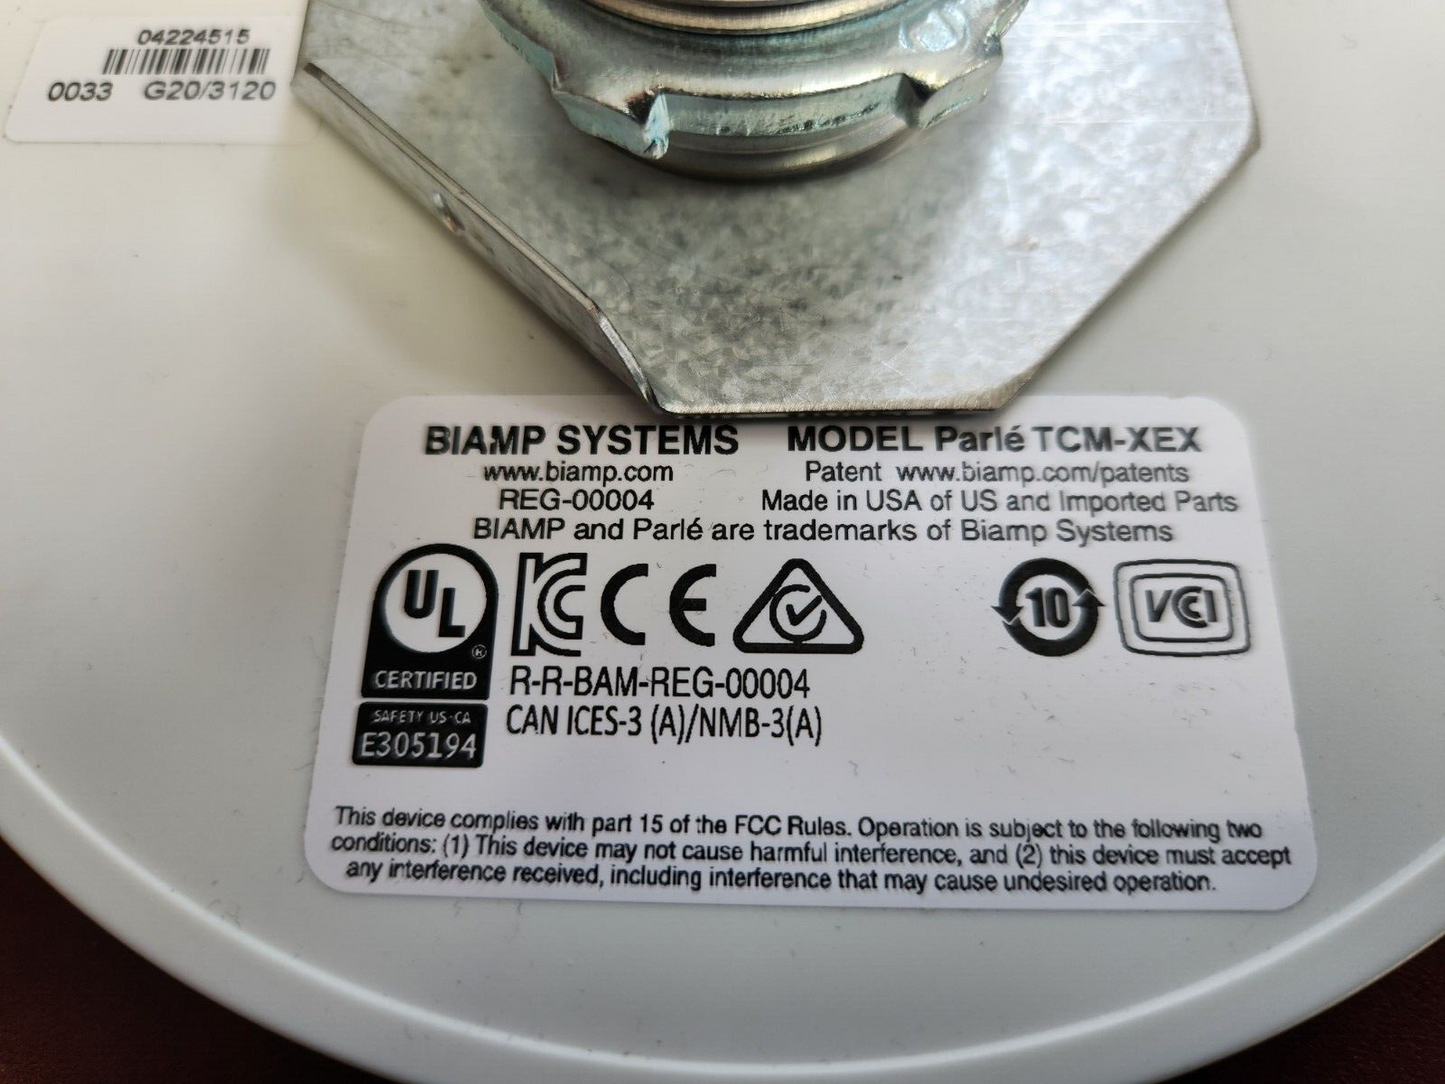 04224515
0033 G20/3120
BIAMP SYSTEMS MODEL Parlé TCM-XEX
www.biamp.com Patent www.biamp.com/patents
REG-00004 Made in USA of US and Imported Parts
BIAMP and Parlé are trademarks of Biamp Systems
UL
CERTIFIED
SAFETY US-CA
E305194
KC CE 10 VCCI
R-R-BAM-REG-00004
CAN ICES-3 (A)/NMB-3(A)
This device complies with part 15 of the FCC Rules. Operation is subject to the following two
conditions: (1) This device may not cause harmful interference, and (2) this device must accept
any interference received, including interference that may cause undesired operation.